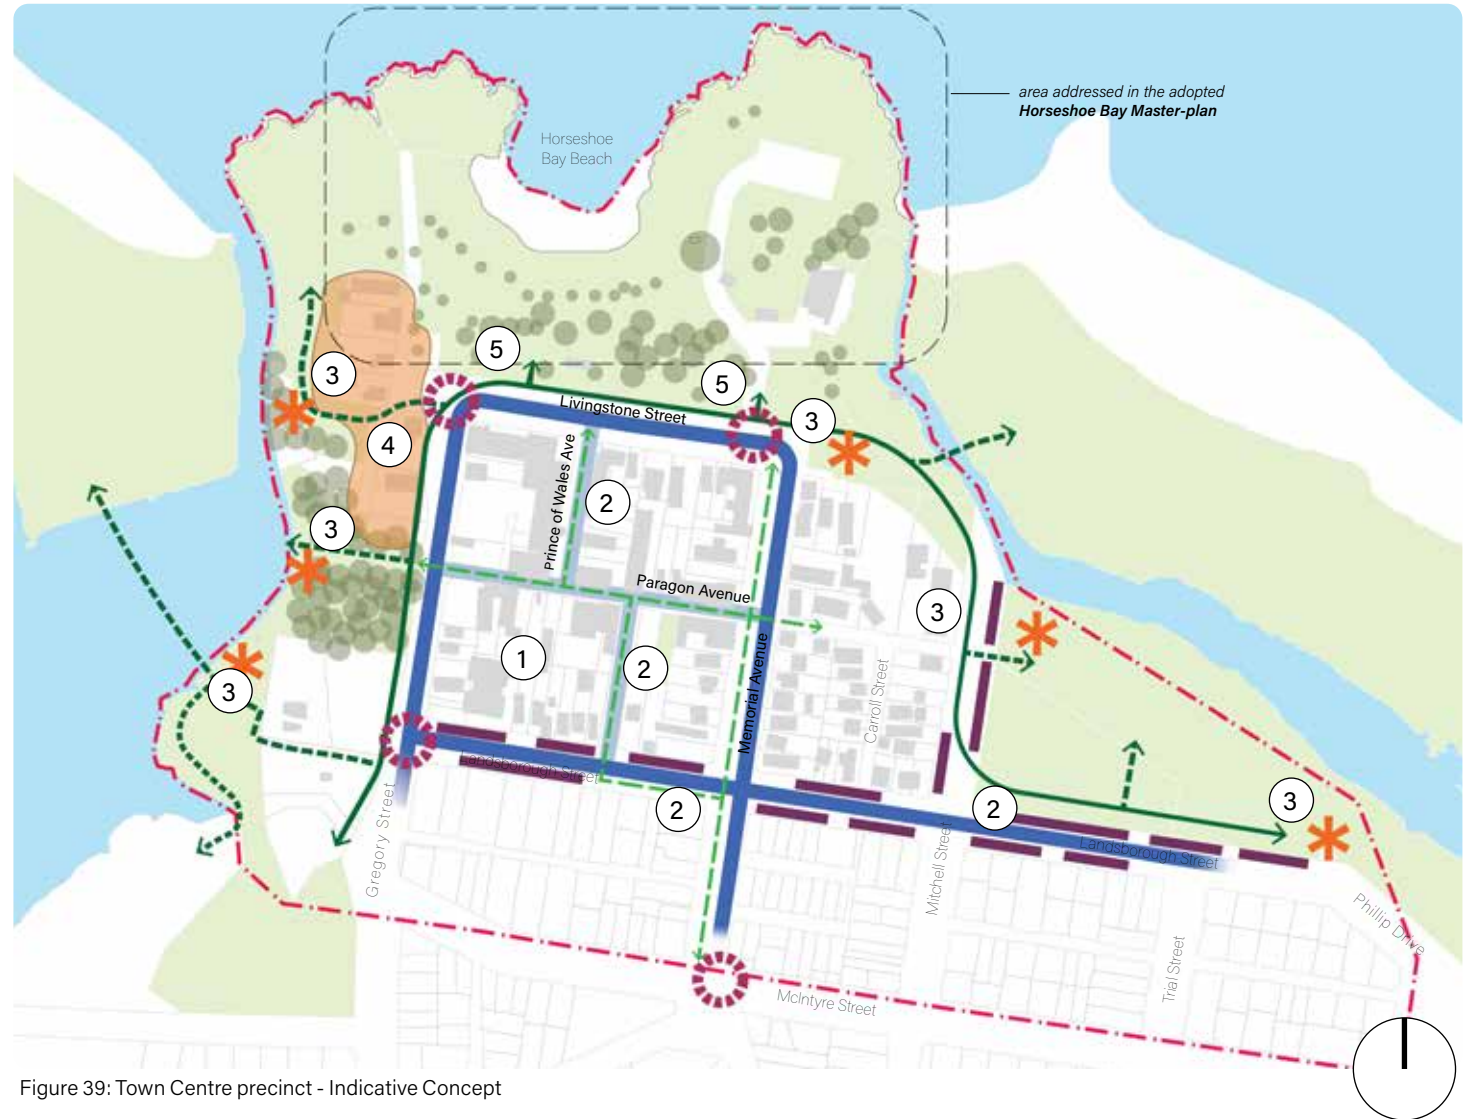 area addressed in the adopted
Horseshoe Bay Master-plan
Horseshoe
Bay Beach
5
3
5
Livingstone Street
3
4
Prince of Wales Ave
2
3
Paragon Avenue
3
1
2
Memorial Avenue
Carroll Street
3
Landsborough Street
Gregory Street
2
2
3
Landsborough Street
Mitchell Street
Phillip Drive
Trial Street
McIntyre Street
Figure 39: Town Centre precinct - Indicative Concept